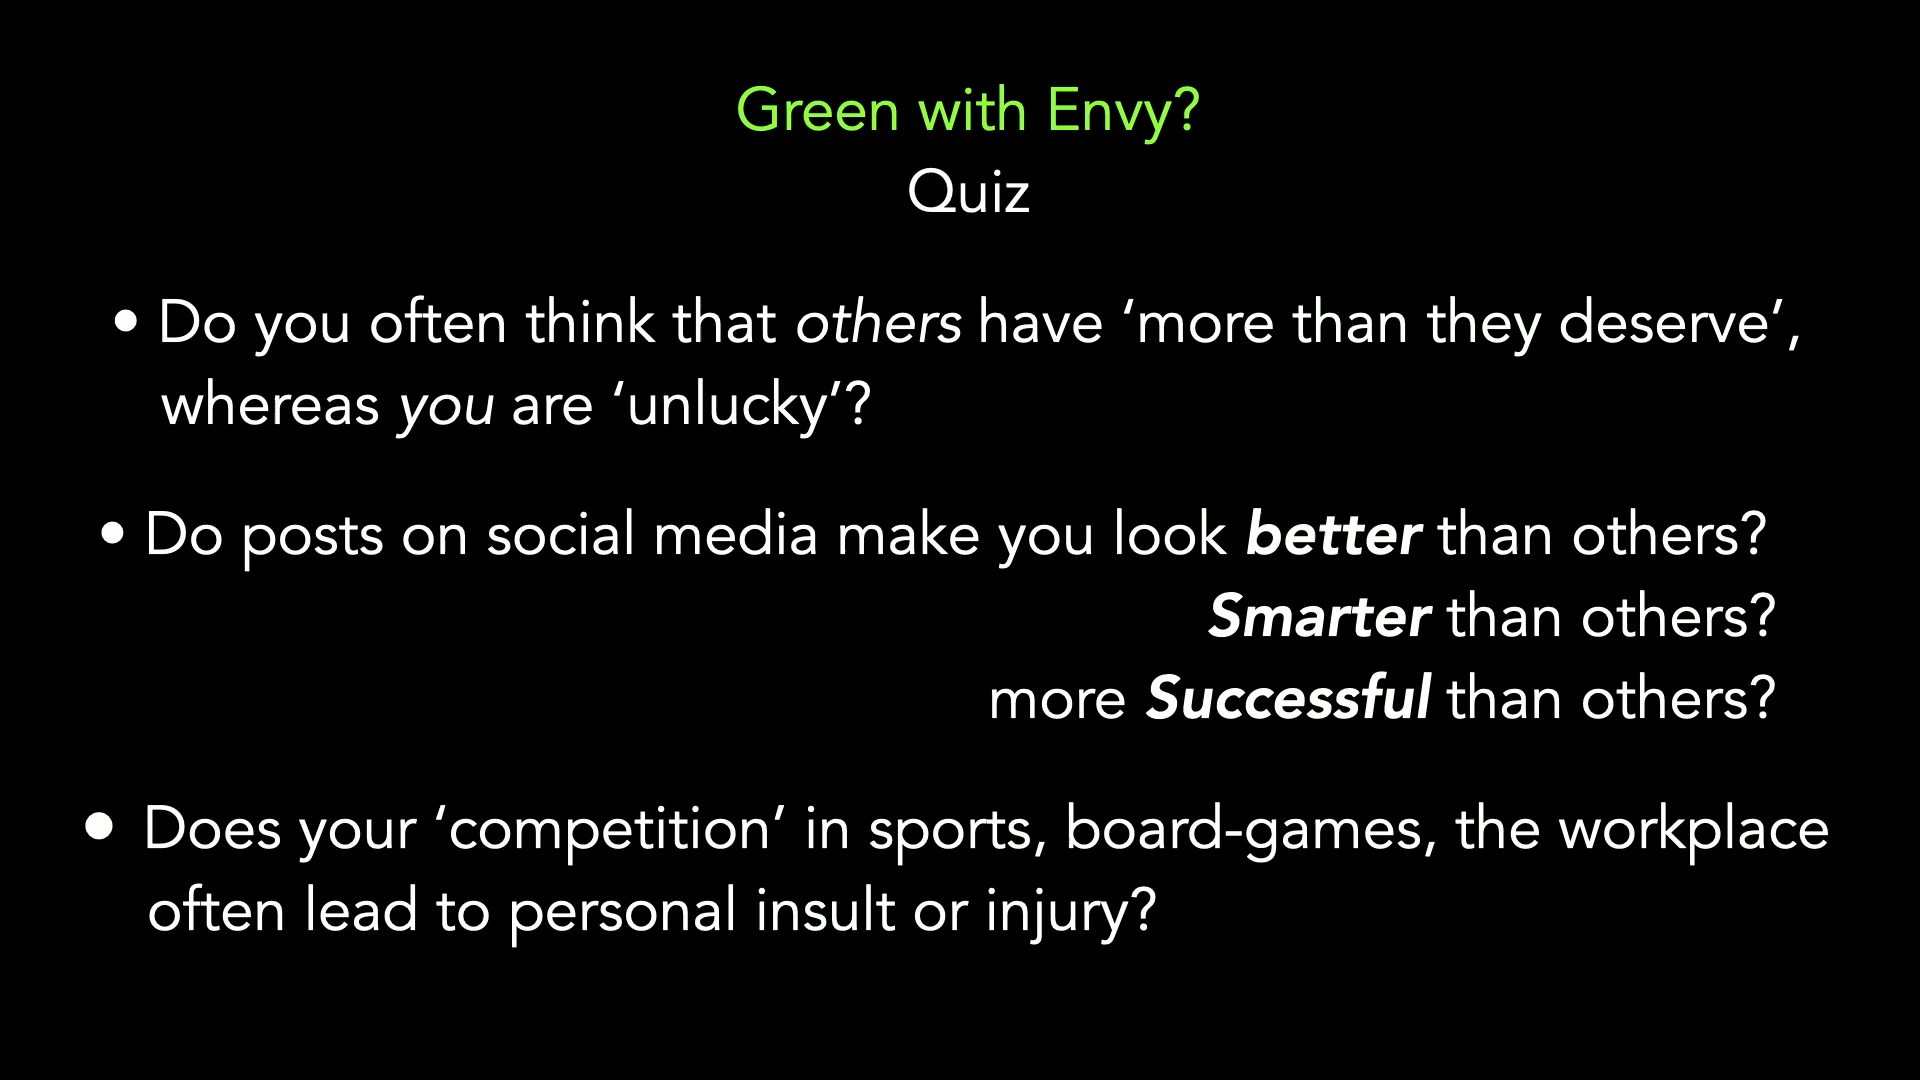 Green with Envy?
Quiz
• Do you often think that others have ‘more than they deserve’,
whereas you are ‘unlucky’?
• Do posts on social media make you look better than others?
Smarter than others?
more Successful than others?
• Does your ‘competition’ in sports, board-games, the workplace
often lead to personal insult or injury?